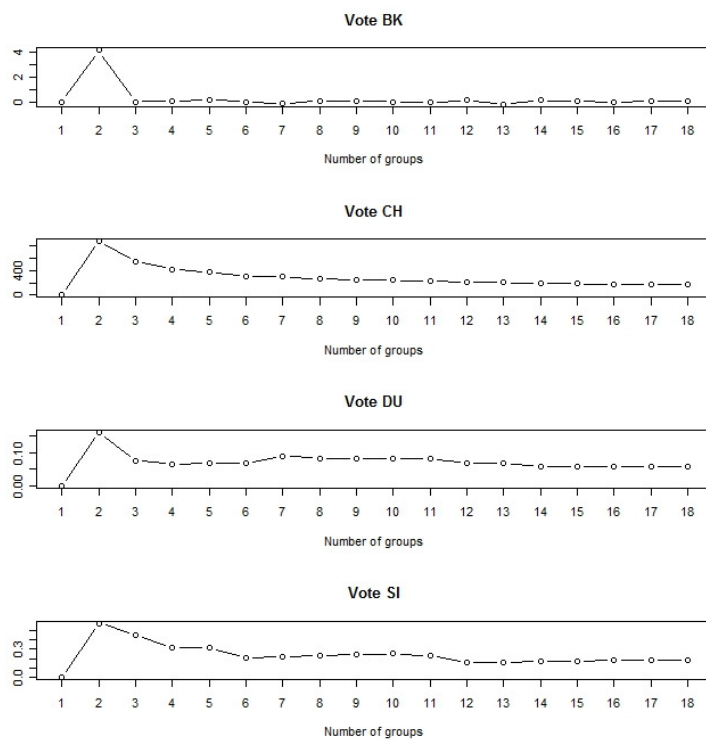 Vote BK
4
2
0
1 2 3 4 5 6 7 8 9 10 11 12 13 14 15 16 17 18
Number of groups
Vote CH
400
0
1 2 3 4 5 6 7 8 9 10 11 12 13 14 15 16 17 18
Number of groups
Vote DU
0.10
0.00
1 2 3 4 5 6 7 8 9 10 11 12 13 14 15 16 17 18
Number of groups
Vote SI
0.3
0.0
1 2 3 4 5 6 7 8 9 10 11 12 13 14 15 16 17 18
Number of groups